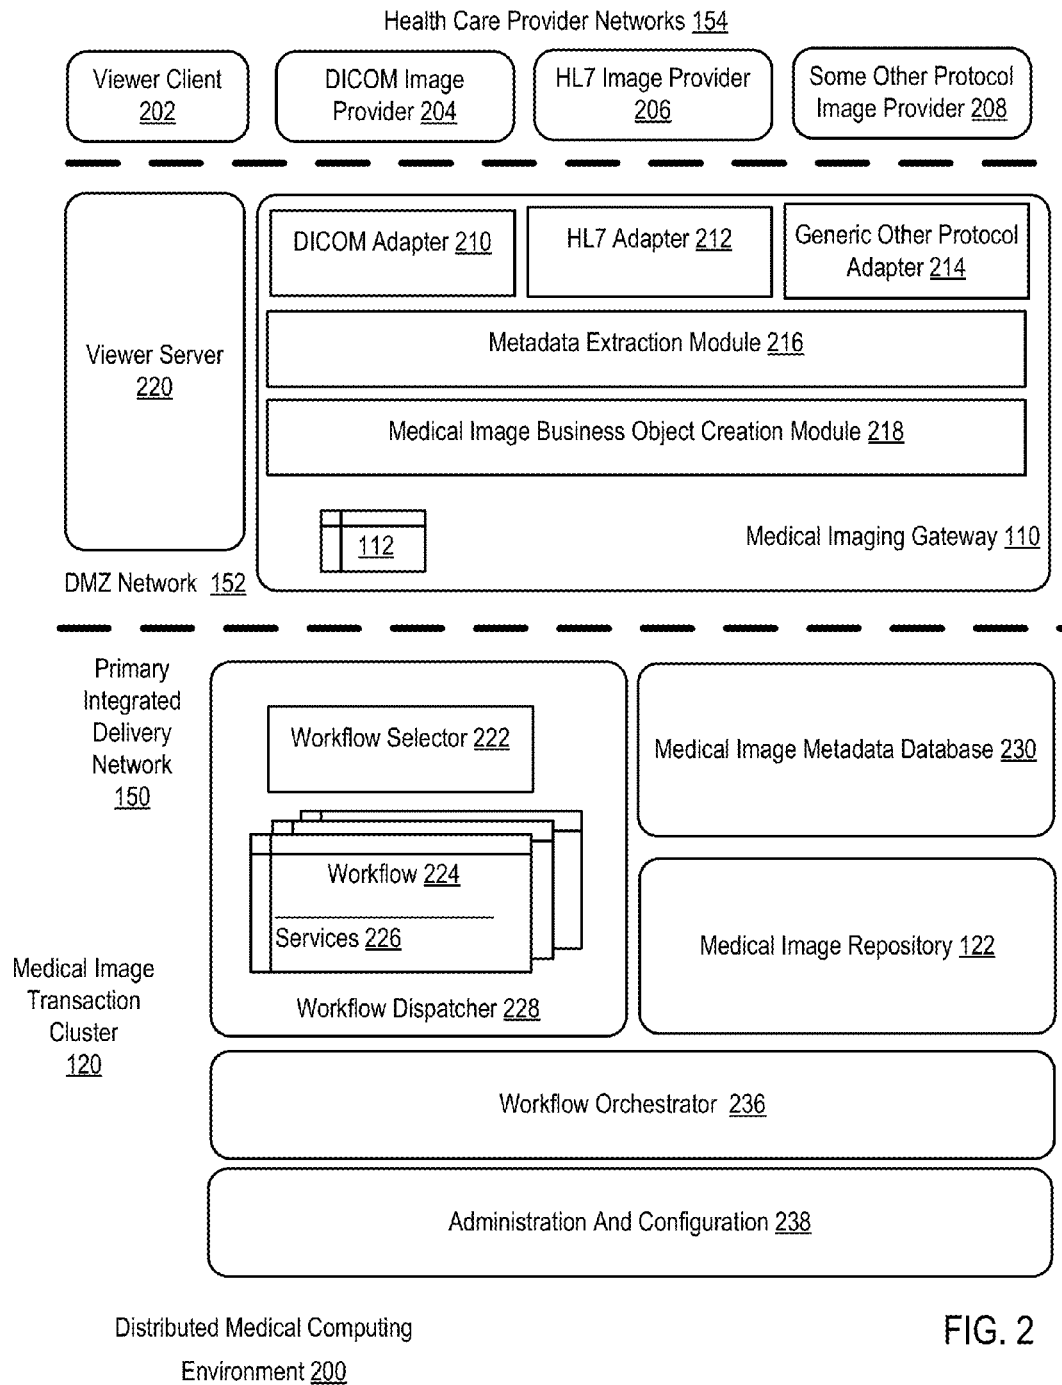 Health Care Provider Networks 154
Viewer Client
202
DICOM Image
Provider 204
HL7 Image Provider
206
Some Other Protocol
Image Provider 208
Viewer Server
220
DICOM Adapter 210
HL7 Adapter 212
Generic Other Protocol
Adapter 214
Metadata Extraction Module 216
Medical Image Business Object Creation Module 218
112
Medical Imaging Gateway 110
DMZ Network 152
Primary
Integrated
Delivery
Network
150
Workflow Selector 222
Workflow 224
Services 226
Workflow Dispatcher 228
Medical Image Metadata Database 230
Medical Image Repository 122
Medical Image
Transaction
Cluster
120
Workflow Orchestrator 236
Administration And Configuration 238
Distributed Medical Computing
Environment 200
FIG. 2